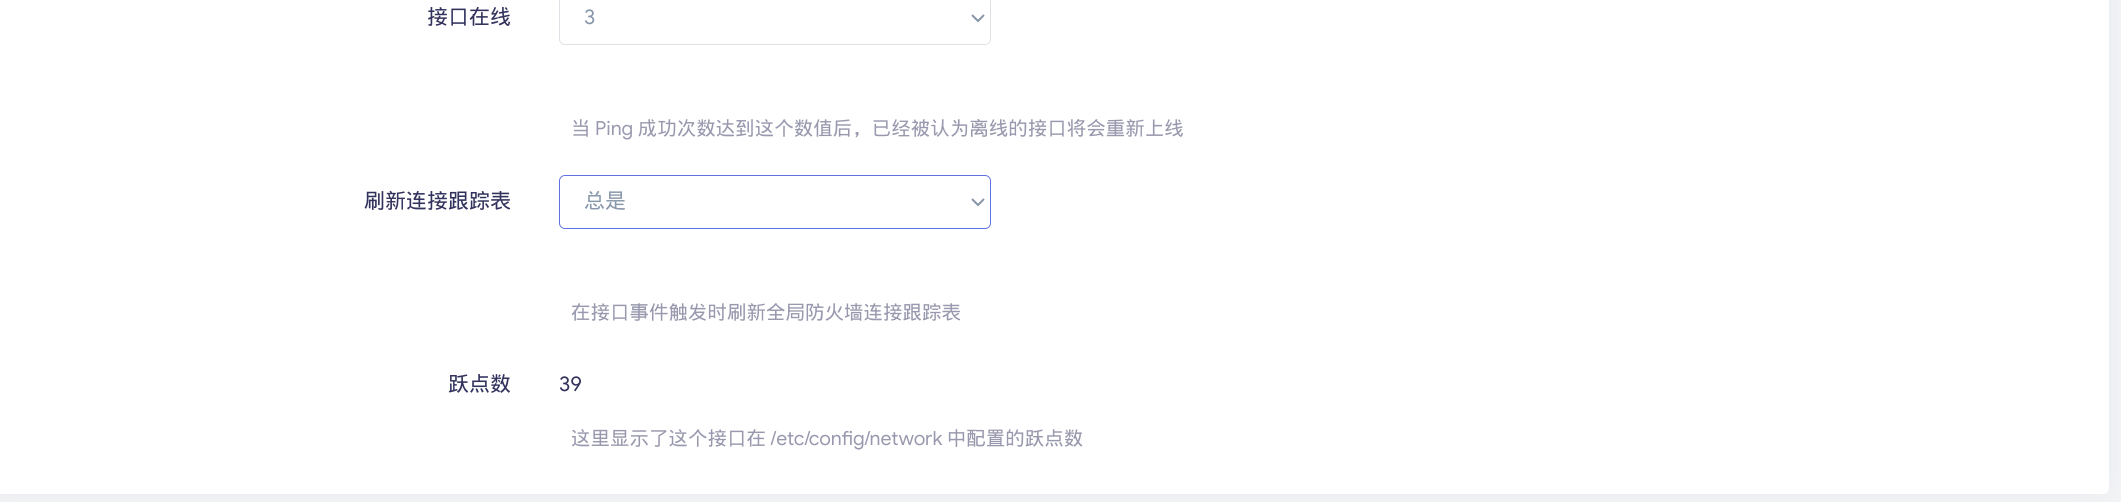 接口在线 3
当 Ping 成功次数达到这个数值后，已经被认为离线的接口将会重新上线
刷新连接跟踪表 总是
在接口事件触发时刷新全局防火墙连接跟踪表
跃点数 39
这里显示了这个接口在 /etc/config/network 中配置的跃点数